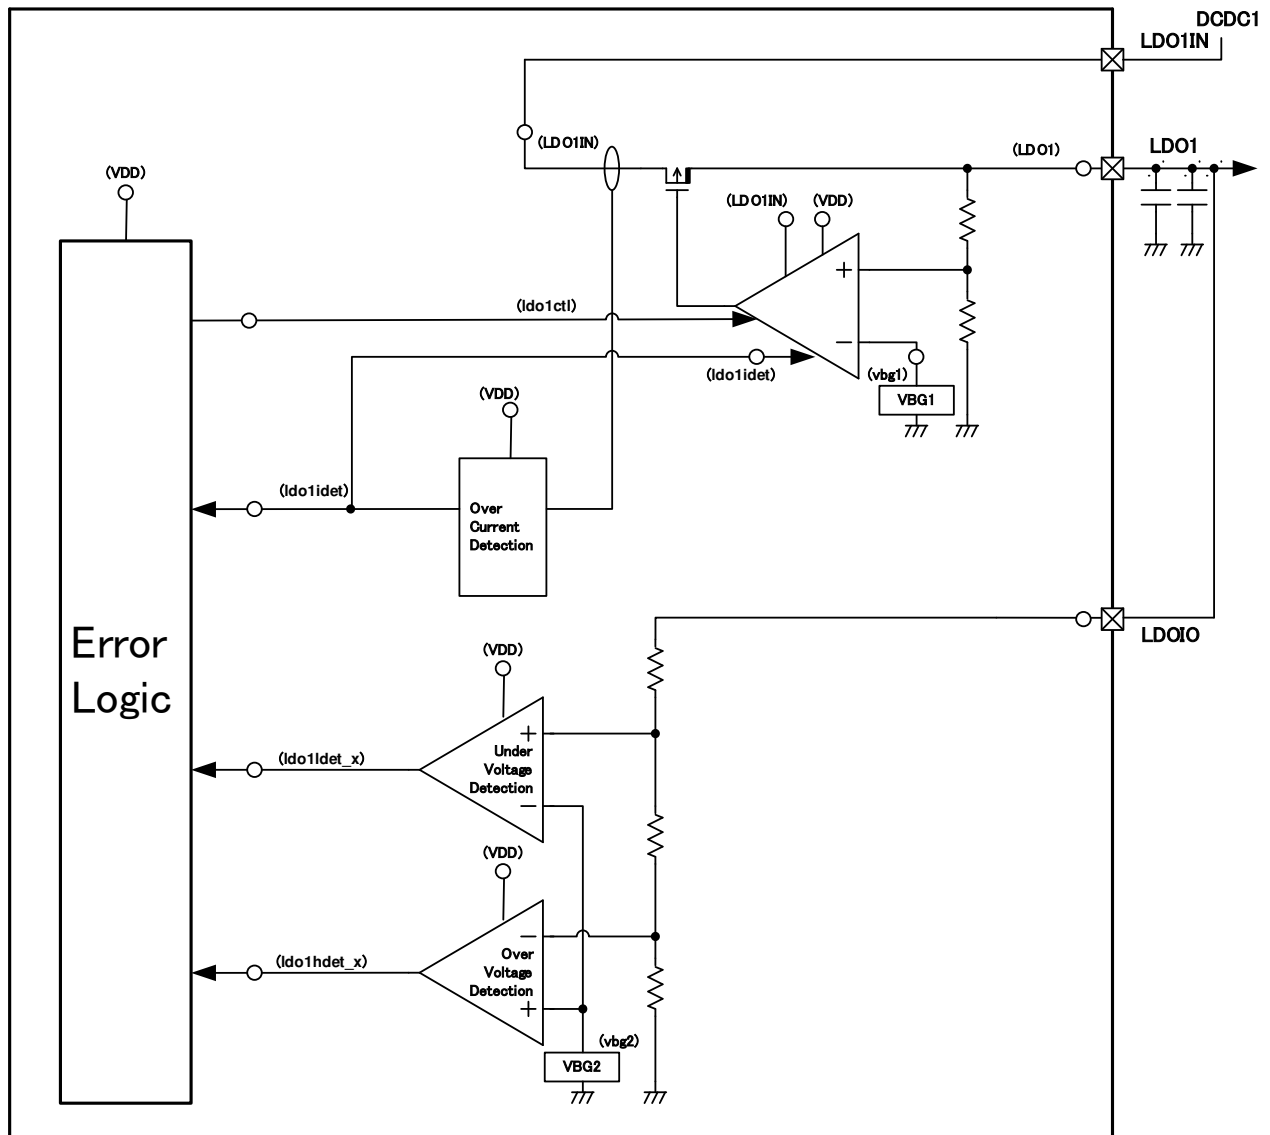 DCDC1
LDO1IN
(LDO1IN)
(LDO1)
LDO1
(VDD)
(LDO1IN)
(VDD)
+
(ldo1ctl)
−
(ldo1idet)
(vbg1)
VBG1
(VDD)
(ldo1idet)
Over
Current
Detection
LDOIO
Error
Logic
(VDD)
+
Under
Voltage
Detection
−
(ldo1ldet_x)
(VDD)
−
Over
Voltage
Detection
+
(ldo1hdet_x)
(vbg2)
VBG2